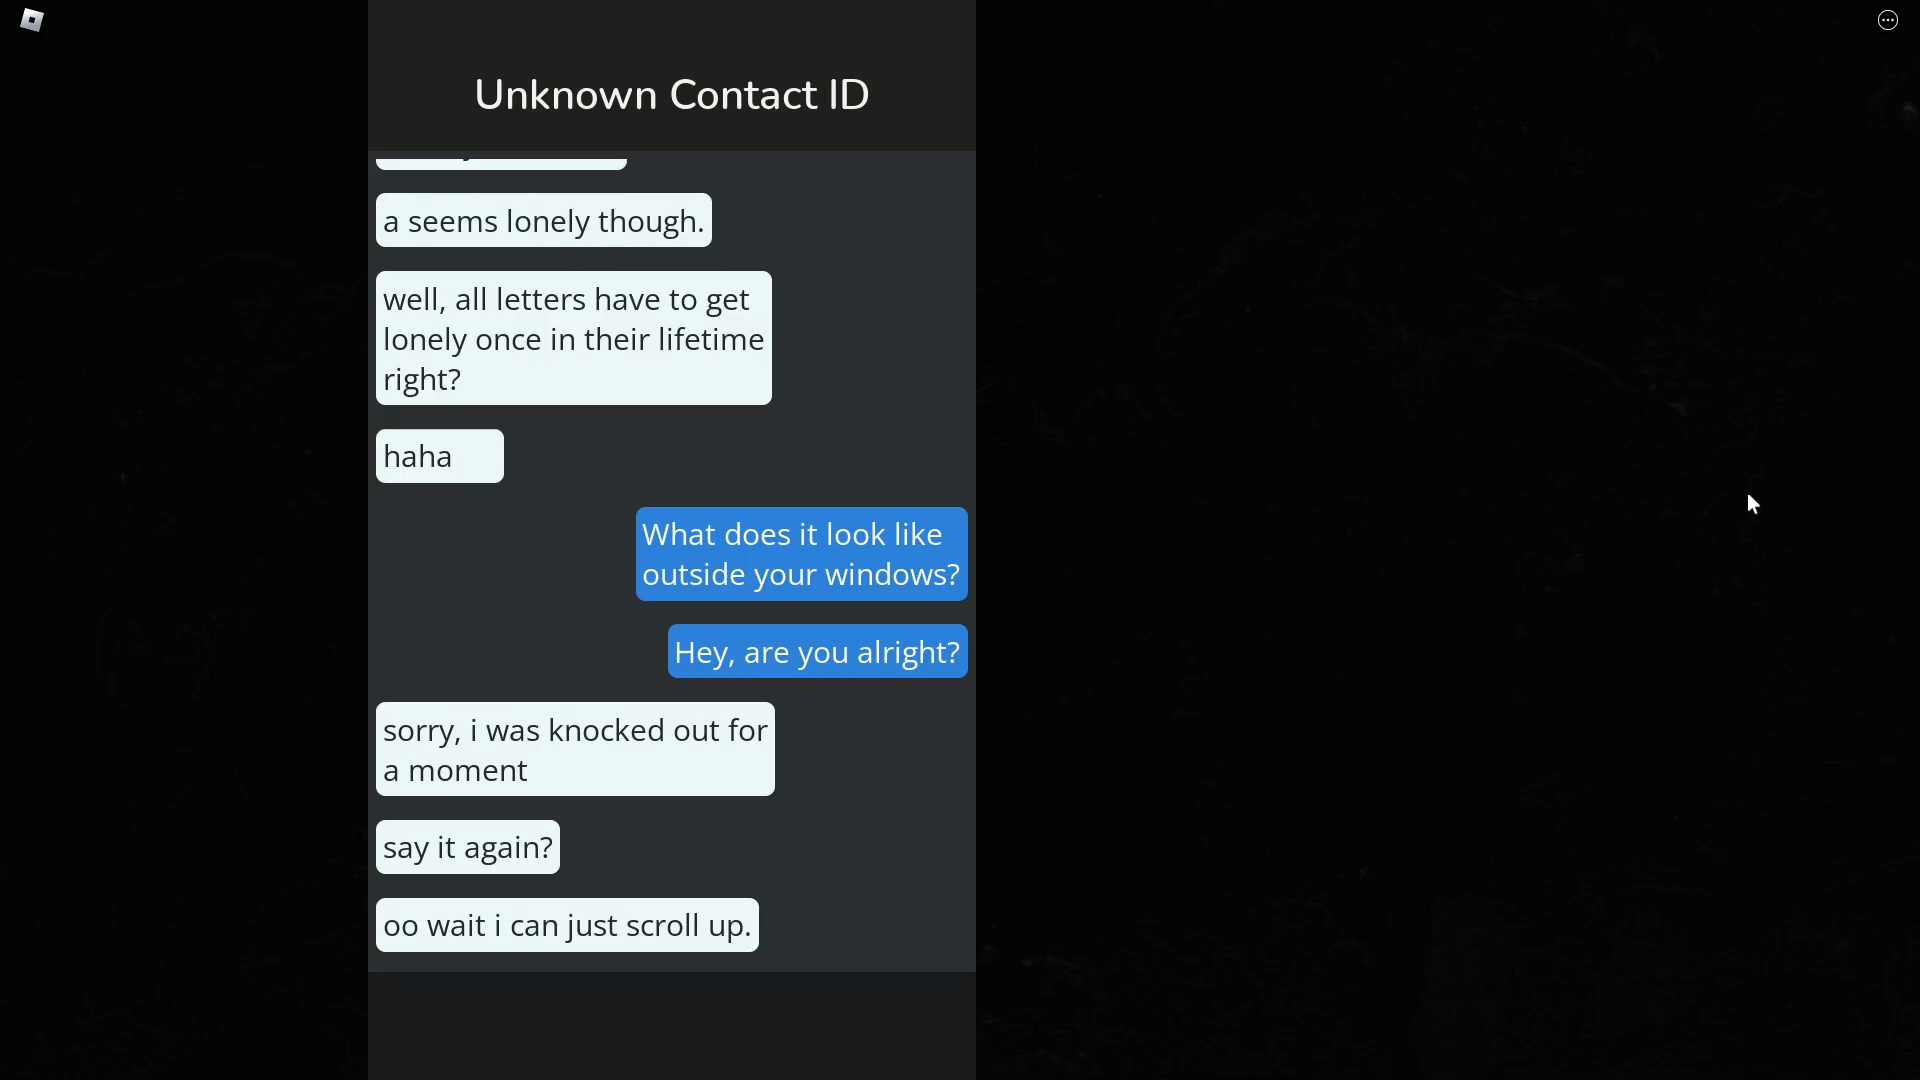 Unknown Contact ID
a seems lonely though.
well, all letters have to get
lonely once in their lifetime
right?
haha
What does it look like
outside your windows?
Hey, are you alright?
sorry, i was knocked out for
a moment
say it again?
oo wait i can just scroll up.